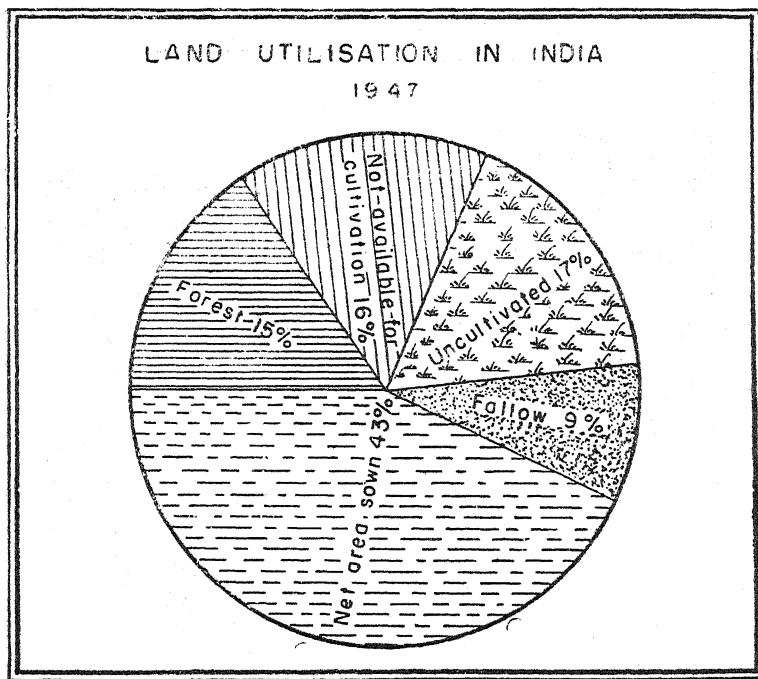 LAND UTILISATION IN INDIA
1947
Not-available-for
-cultivation 16%
Uncultivated 17%
Forest-15%
Fallow 9%
Net area sown 43%